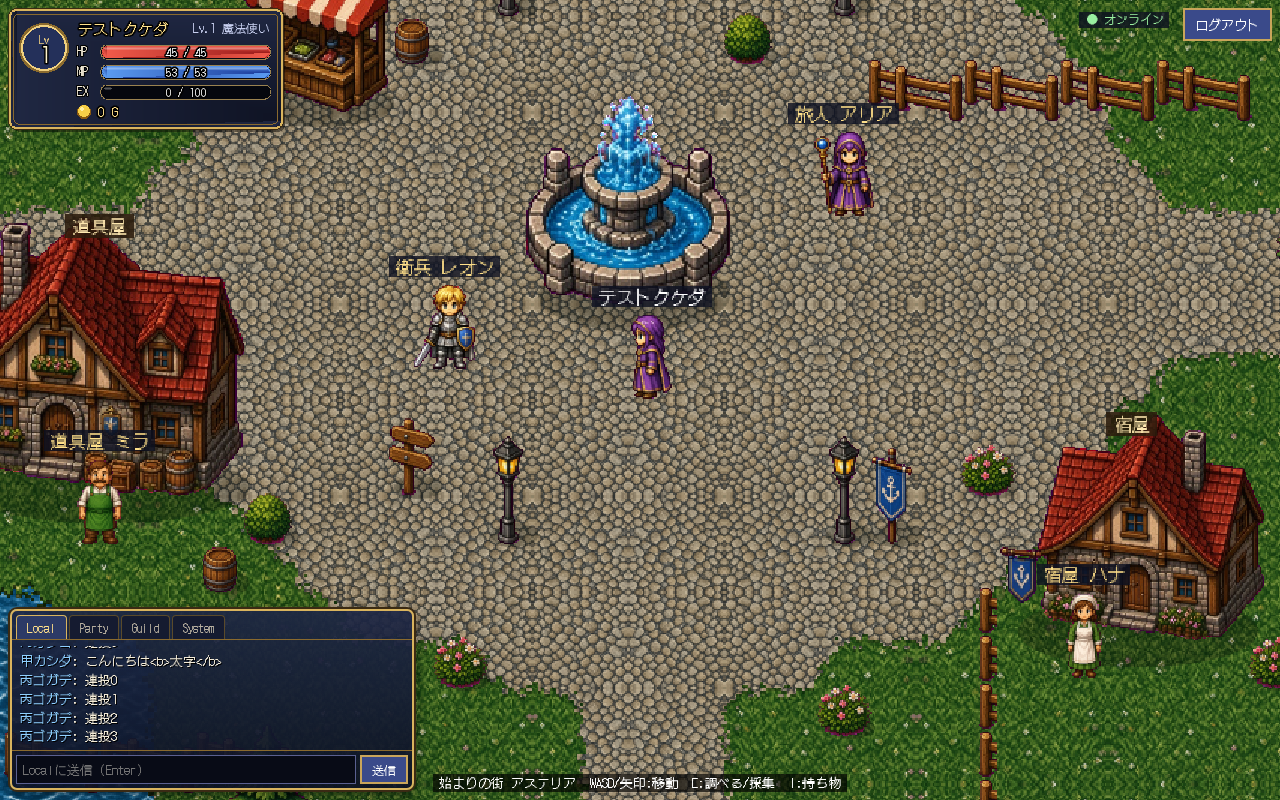 Lv
1
テストクケダ Lv.1 魔法使い
HP 45 / 45
MP 53 / 53
EX 0 / 100
0 G
オンライン
ログアウト
旅人 アリア
道具屋
衛兵 レオン
テストクケダ
道具屋 ミラ
宿屋
宿屋 ハナ
Local Party Guild System
甲カシダ: こんにちは<b>太字</b>
丙ゴガデ: 連投0
丙ゴガデ: 連投1
丙ゴガデ: 連投2
丙ゴガデ: 連投3
Localに送信 (Enter)
送信
始まりの街 アステリア WASD/矢印:移動 E:調べる/採集 I:持ち物